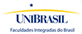 UNIBRASIL
Faculdades Integradas do Brasil